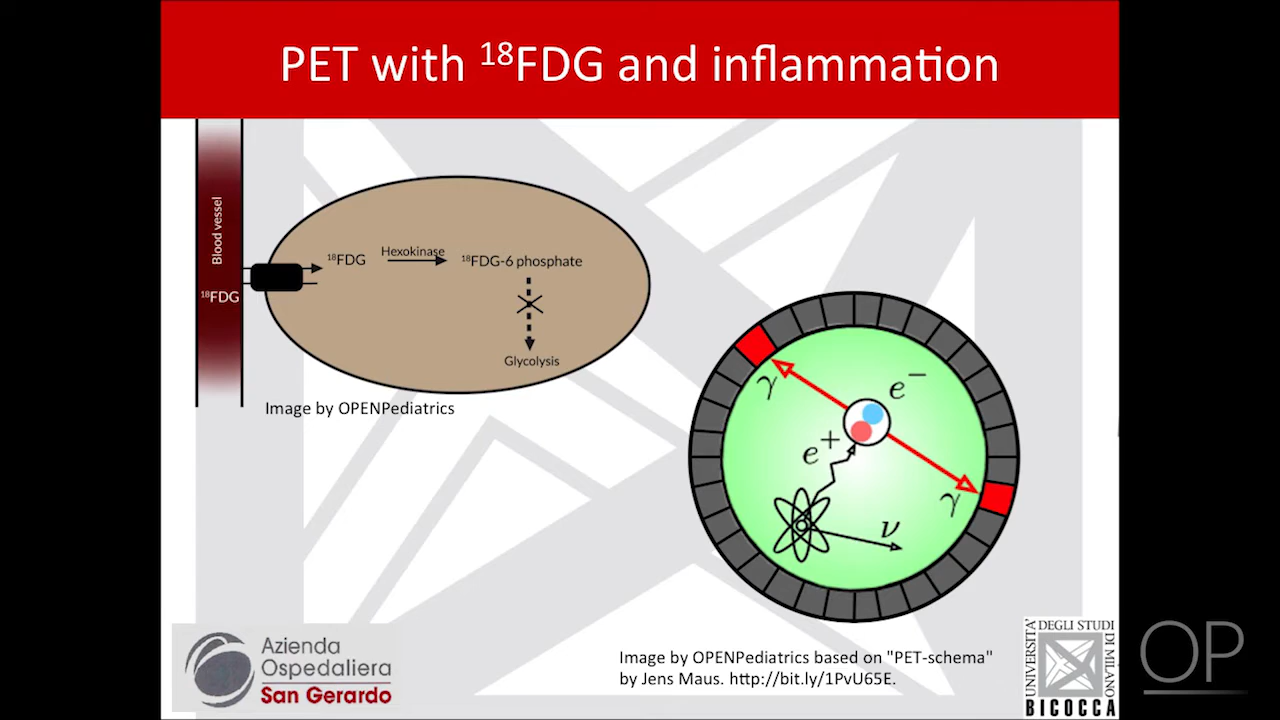 PET with ¹⁸FDG and inflammation
Blood vessel
¹⁸FDG
¹⁸FDG
Hexokinase
¹⁸FDG-6 phosphate
Glycolysis
Image by OPENPediatrics
γ
e⁻
e⁺
γ
ν
Azienda
Ospedaliera
San Gerardo
Image by OPENPediatrics based on "PET-schema"
by Jens Maus. http://bit.ly/1PvU65E.
UNIVERSITÀ
DEGLI STUDI
DI MILANO
BICOCCA
OP